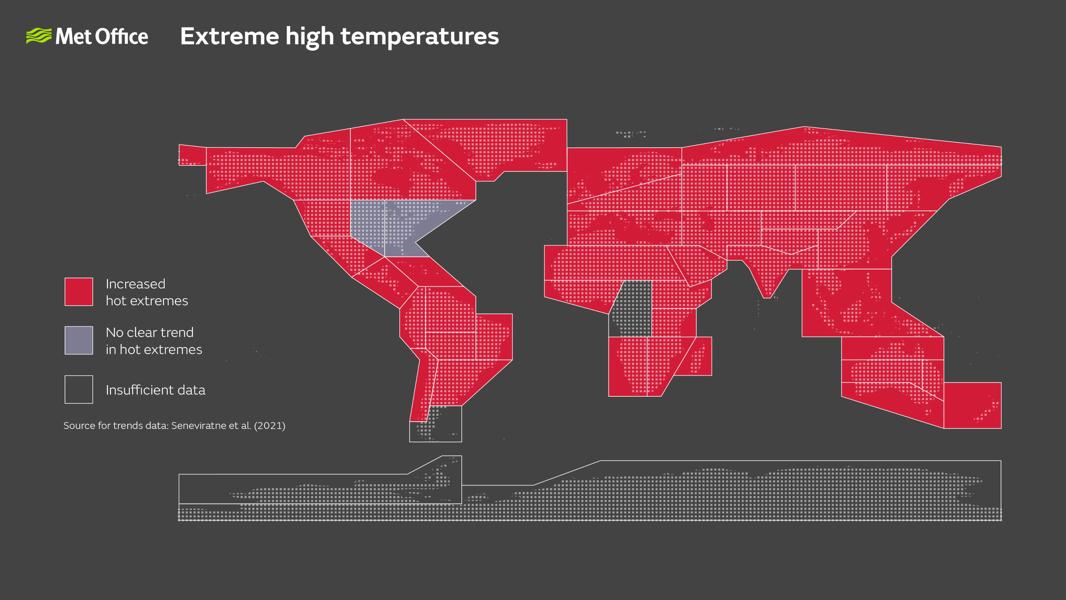 Met Office
Extreme high temperatures
Increased
hot extremes
No clear trend
in hot extremes
Insufficient data
Source for trends data: Seneviratne et al. (2021)